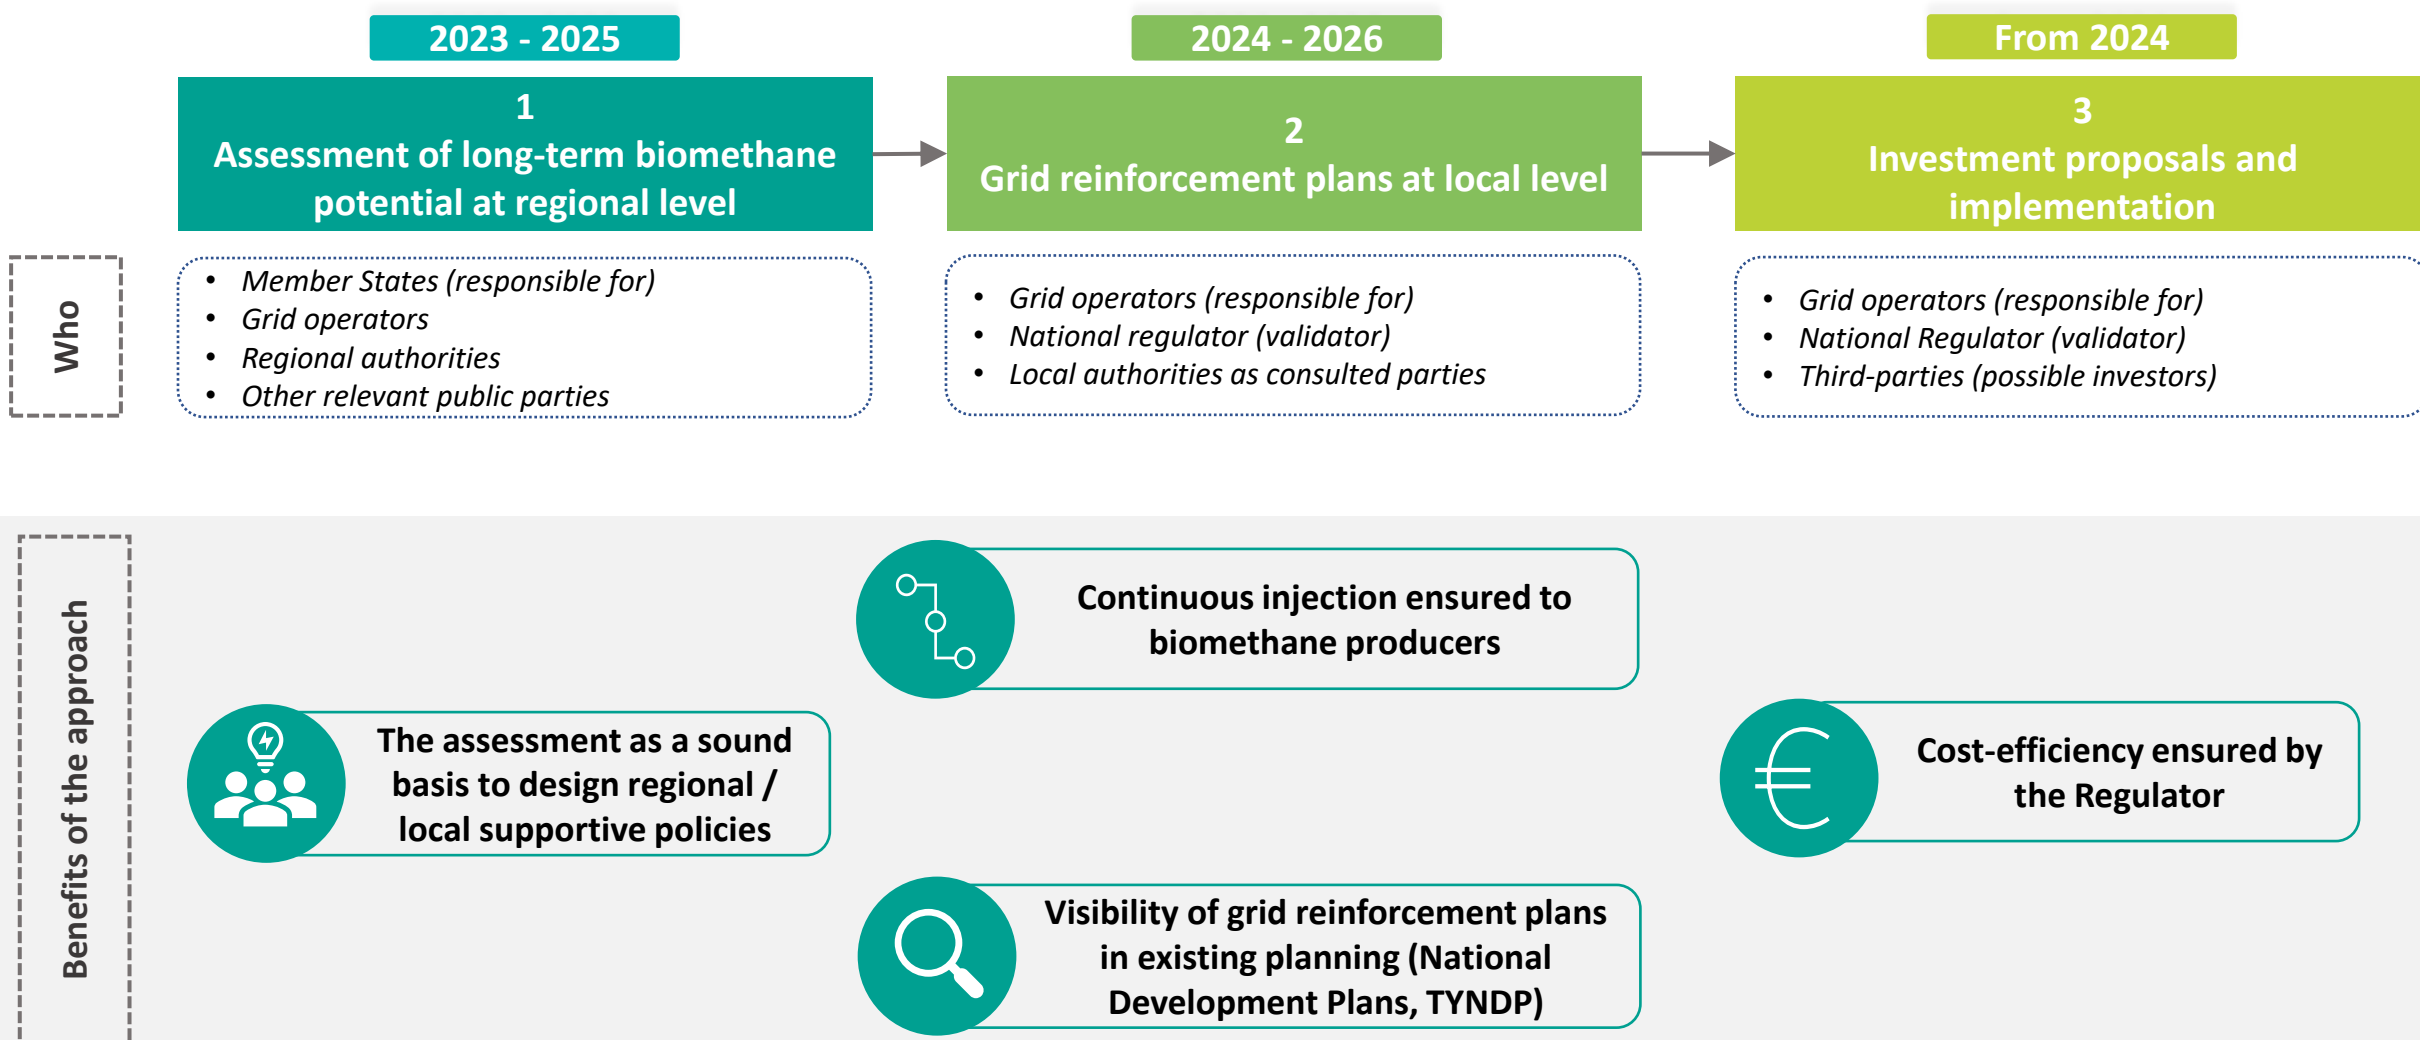 2023 - 2025
2024 - 2026
From 2024
1
Assessment of long-term biomethane
potential at regional level
2
Grid reinforcement plans at local level
3
Investment proposals and
implementation
Who
• Member States (responsible for)
• Grid operators
• Regional authorities
• Other relevant public parties
• Grid operators (responsible for)
• National regulator (validator)
• Local authorities as consulted parties
• Grid operators (responsible for)
• National Regulator (validator)
• Third-parties (possible investors)
Benefits of the approach
The assessment as a sound
basis to design regional /
local supportive policies
Continuous injection ensured to
biomethane producers
Visibility of grid reinforcement plans
in existing planning (National
Development Plans, TYNDP)
€
Cost-efficiency ensured by
the Regulator